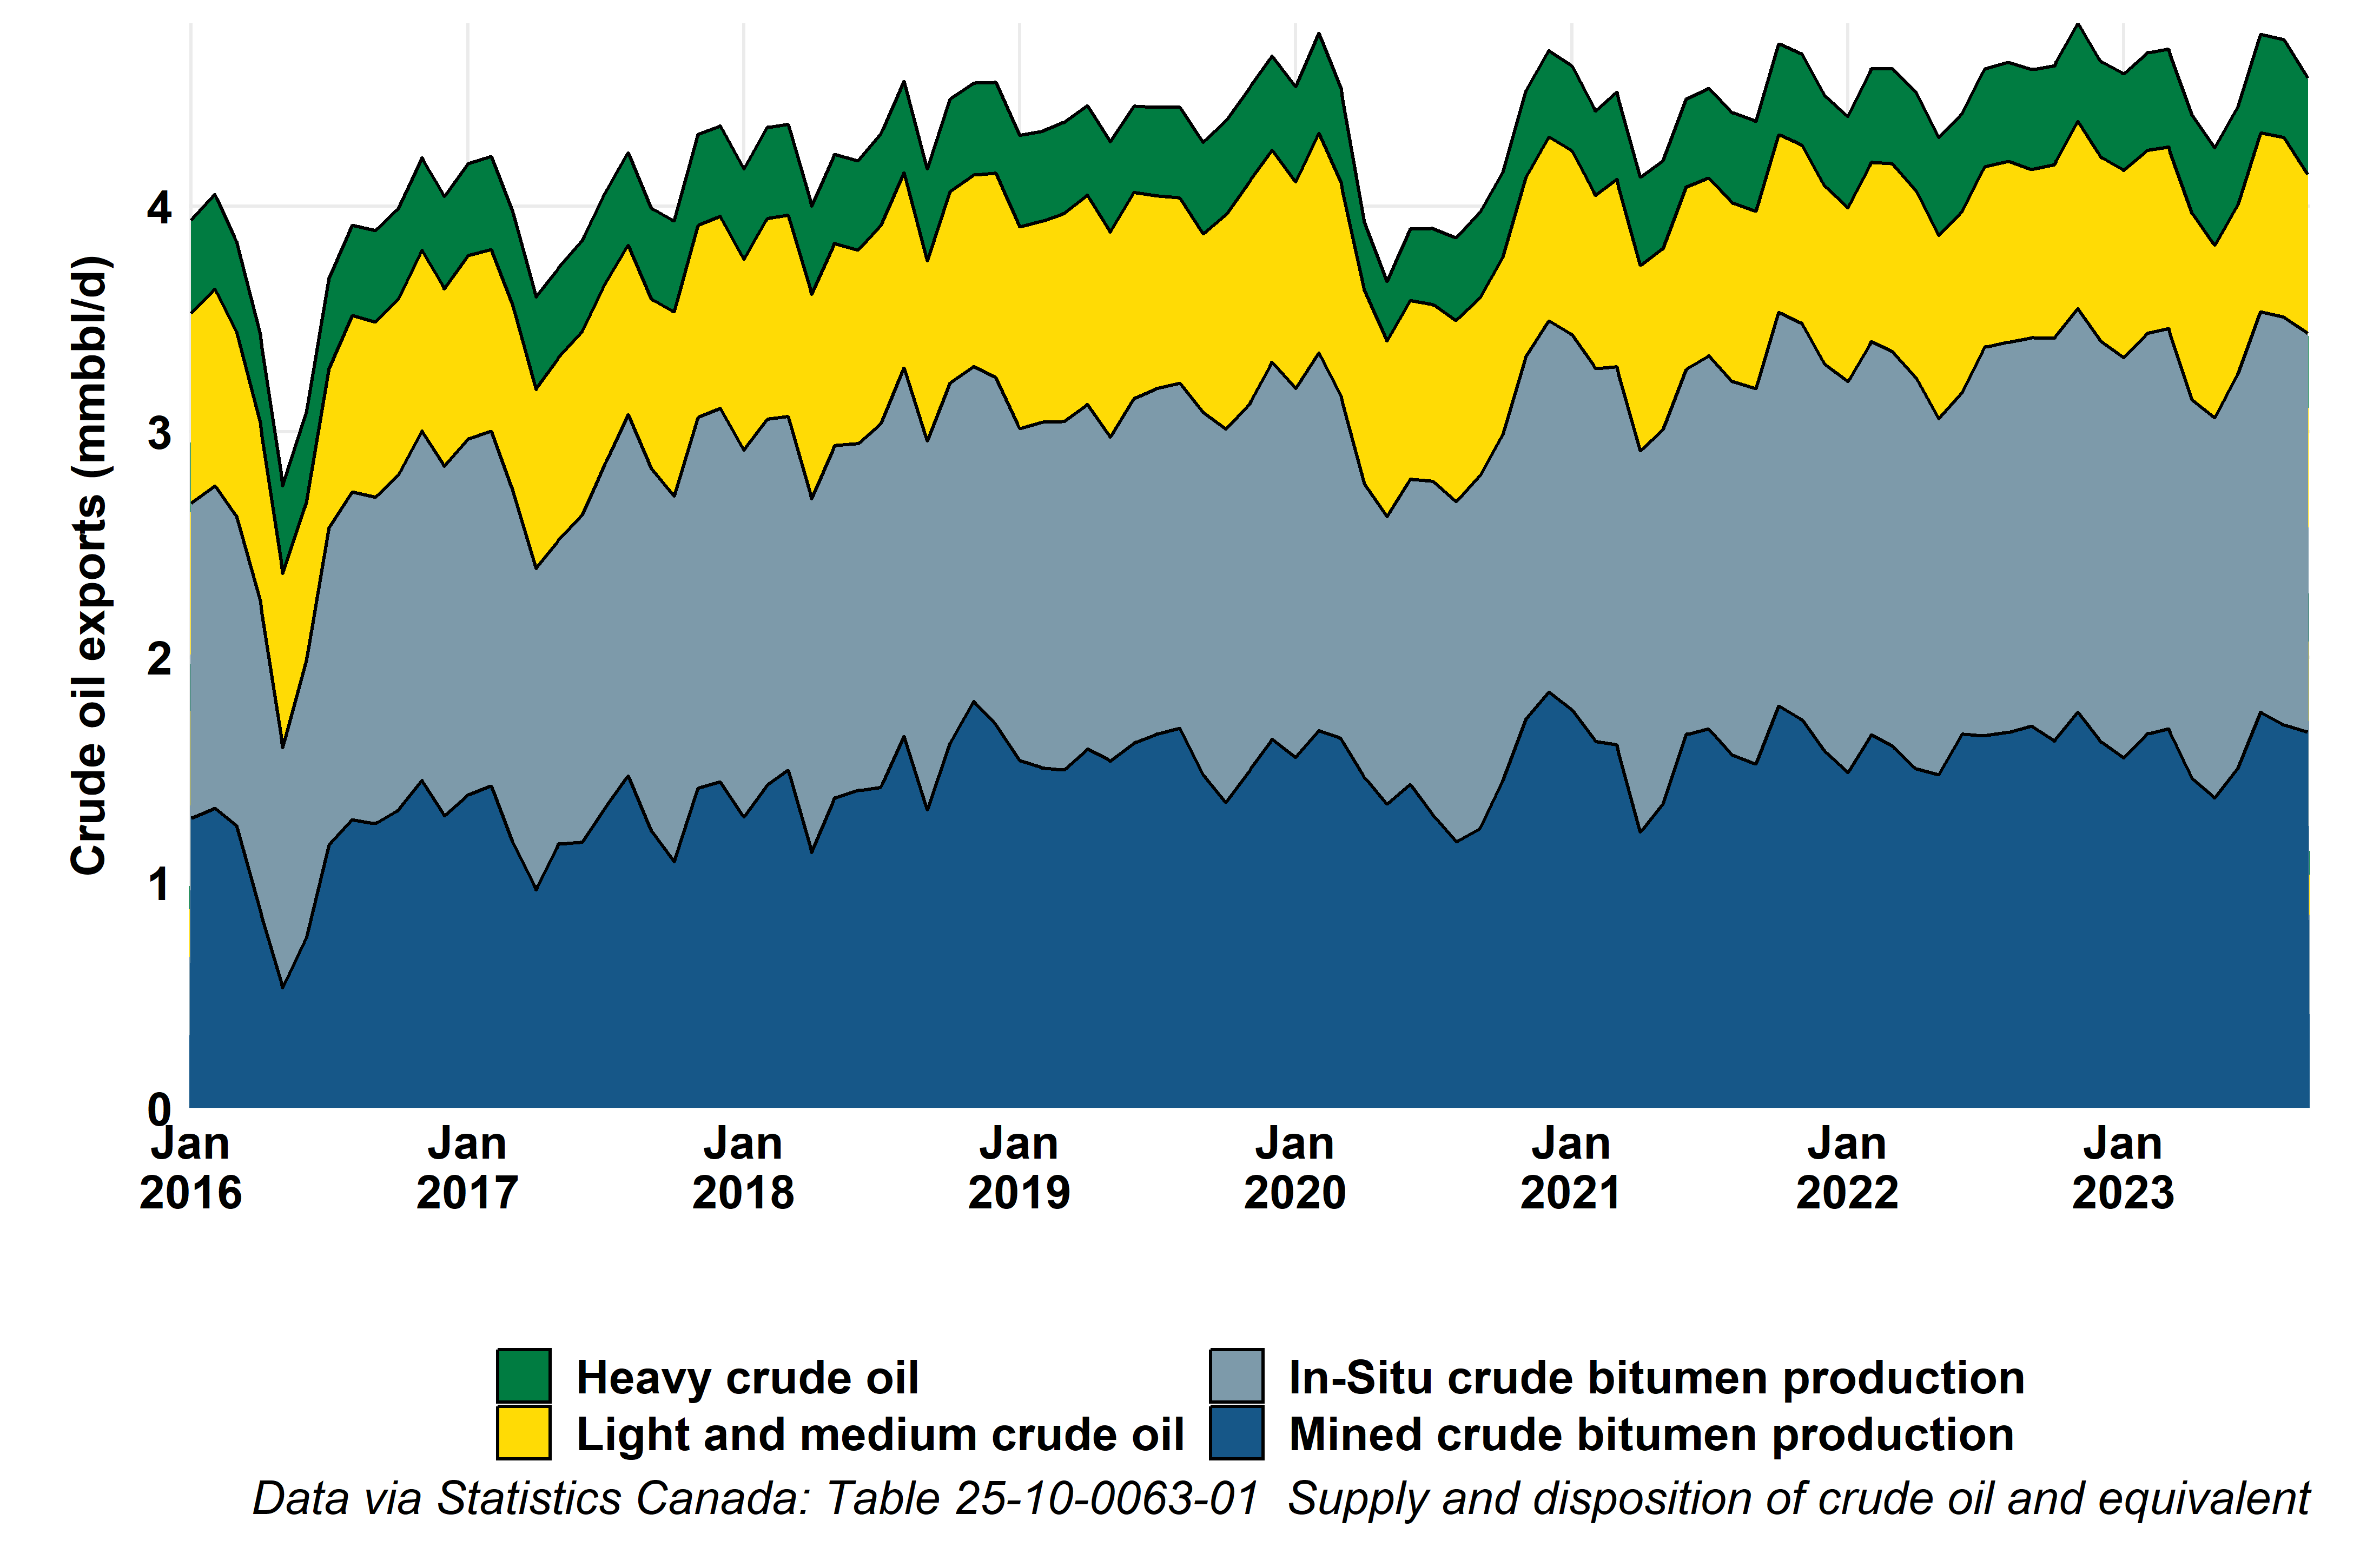 Crude oil exports (mmbbl/d)
4
3
2
1
0
Jan 2016
Jan 2017
Jan 2018
Jan 2019
Jan 2020
Jan 2021
Jan 2022
Jan 2023
Heavy crude oil
Light and medium crude oil
In-Situ crude bitumen production
Mined crude bitumen production
Data via Statistics Canada: Table 25-10-0063-01 Supply and disposition of crude oil and equivalent